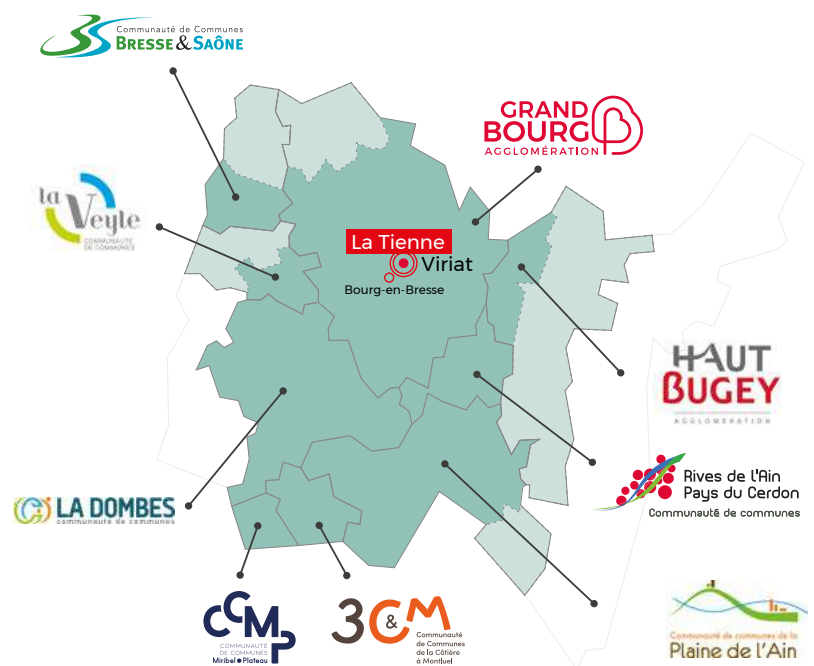 Communauté de Communes
BRESSE & SAÔNE
GRAND
BOURG
AGGLOMÉRATION
la
Veyle
COMMUNAUTÉ
DE COMMUNES
La Tienne
Viriat
Bourg-en-Bresse
HAUT
BUGEY
AGGLOMÉRATION
Rives de l'Ain
Pays du Cerdon
Communauté de communes
LA DOMBES
communauté de communes
CCMP
COMMUNAUTÉ
DE COMMUNES
Miribel Plateau
3C&M
Communauté
de Communes
de la Côtière
à Montluel
Communauté de communes de la
Plaine de l'Ain